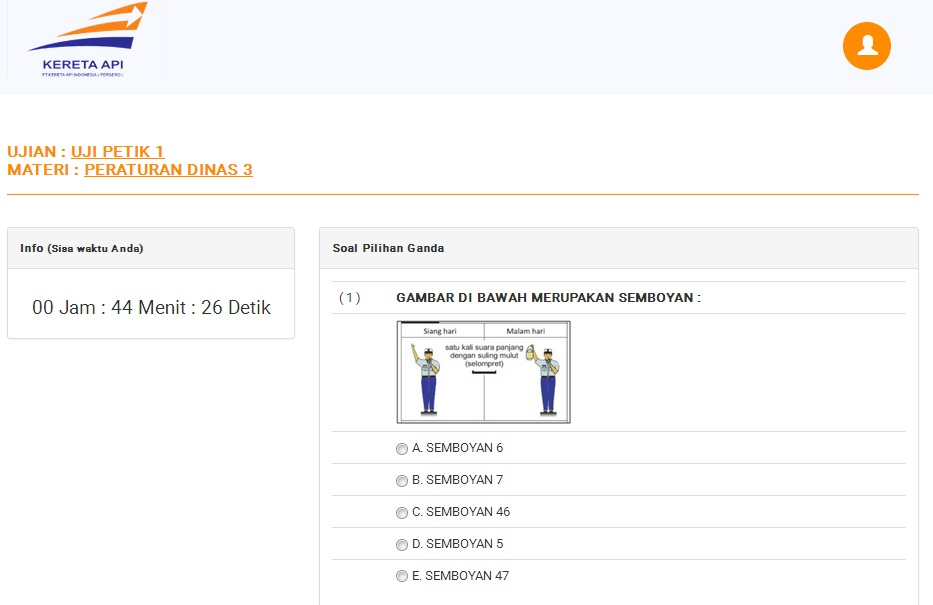 KERETA API
PT.KERETA API INDONESIA ( PERSERO )
UJIAN : UJI PETIK 1
MATERI : PERATURAN DINAS 3
Info (Sisa waktu Anda)
00 Jam : 44 Menit : 26 Detik
Soal Pilihan Ganda
(1) GAMBAR DI BAWAH MERUPAKAN SEMBOYAN :
Siang hari Malam hari
satu kali suara panjang
dengan suling mulut
(selompret)
A. SEMBOYAN 6
B. SEMBOYAN 7
C. SEMBOYAN 46
D. SEMBOYAN 5
E. SEMBOYAN 47